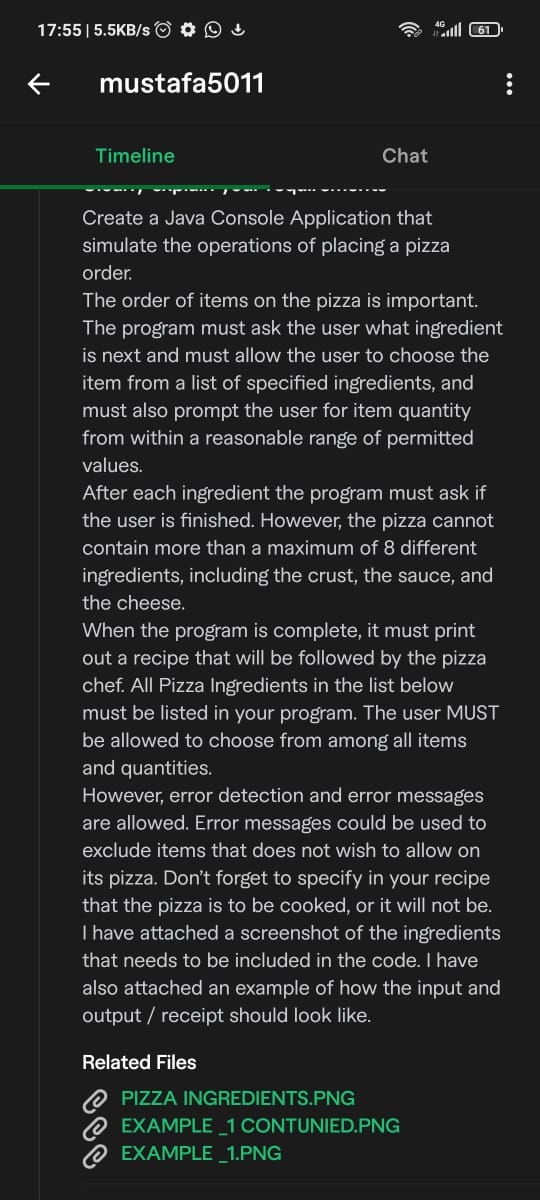 17:55 | 5.5KB/s
4G
61
mustafa5011
Timeline
Chat
Clearly explain your requirements
Create a Java Console Application that
simulate the operations of placing a pizza
order.
The order of items on the pizza is important.
The program must ask the user what ingredient
is next and must allow the user to choose the
item from a list of specified ingredients, and
must also prompt the user for item quantity
from within a reasonable range of permitted
values.
After each ingredient the program must ask if
the user is finished. However, the pizza cannot
contain more than a maximum of 8 different
ingredients, including the crust, the sauce, and
the cheese.
When the program is complete, it must print
out a recipe that will be followed by the pizza
chef. All Pizza Ingredients in the list below
must be listed in your program. The user MUST
be allowed to choose from among all items
and quantities.
However, error detection and error messages
are allowed. Error messages could be used to
exclude items that does not wish to allow on
its pizza. Don't forget to specify in your recipe
that the pizza is to be cooked, or it will not be.
I have attached a screenshot of the ingredients
that needs to be included in the code. I have
also attached an example of how the input and
output / receipt should look like.
Related Files
PIZZA INGREDIENTS.PNG
EXAMPLE _1 CONTUNIED.PNG
EXAMPLE _1.PNG